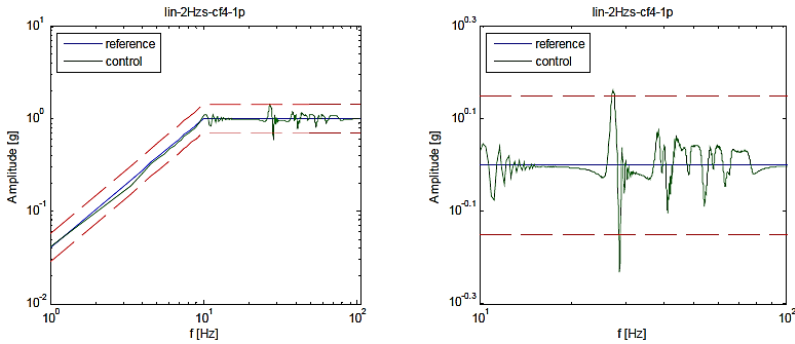 lin-2Hzs-cf4-1p
10^1
10^0
10^-1
10^-2
Amplitude [g]
reference
control
10^0
10^1
10^2
f [Hz]
lin-2Hzs-cf4-1p
10^0.3
10^0.1
10^-0.1
10^-0.3
Amplitude [g]
reference
control
10^1
10^2
f [Hz]